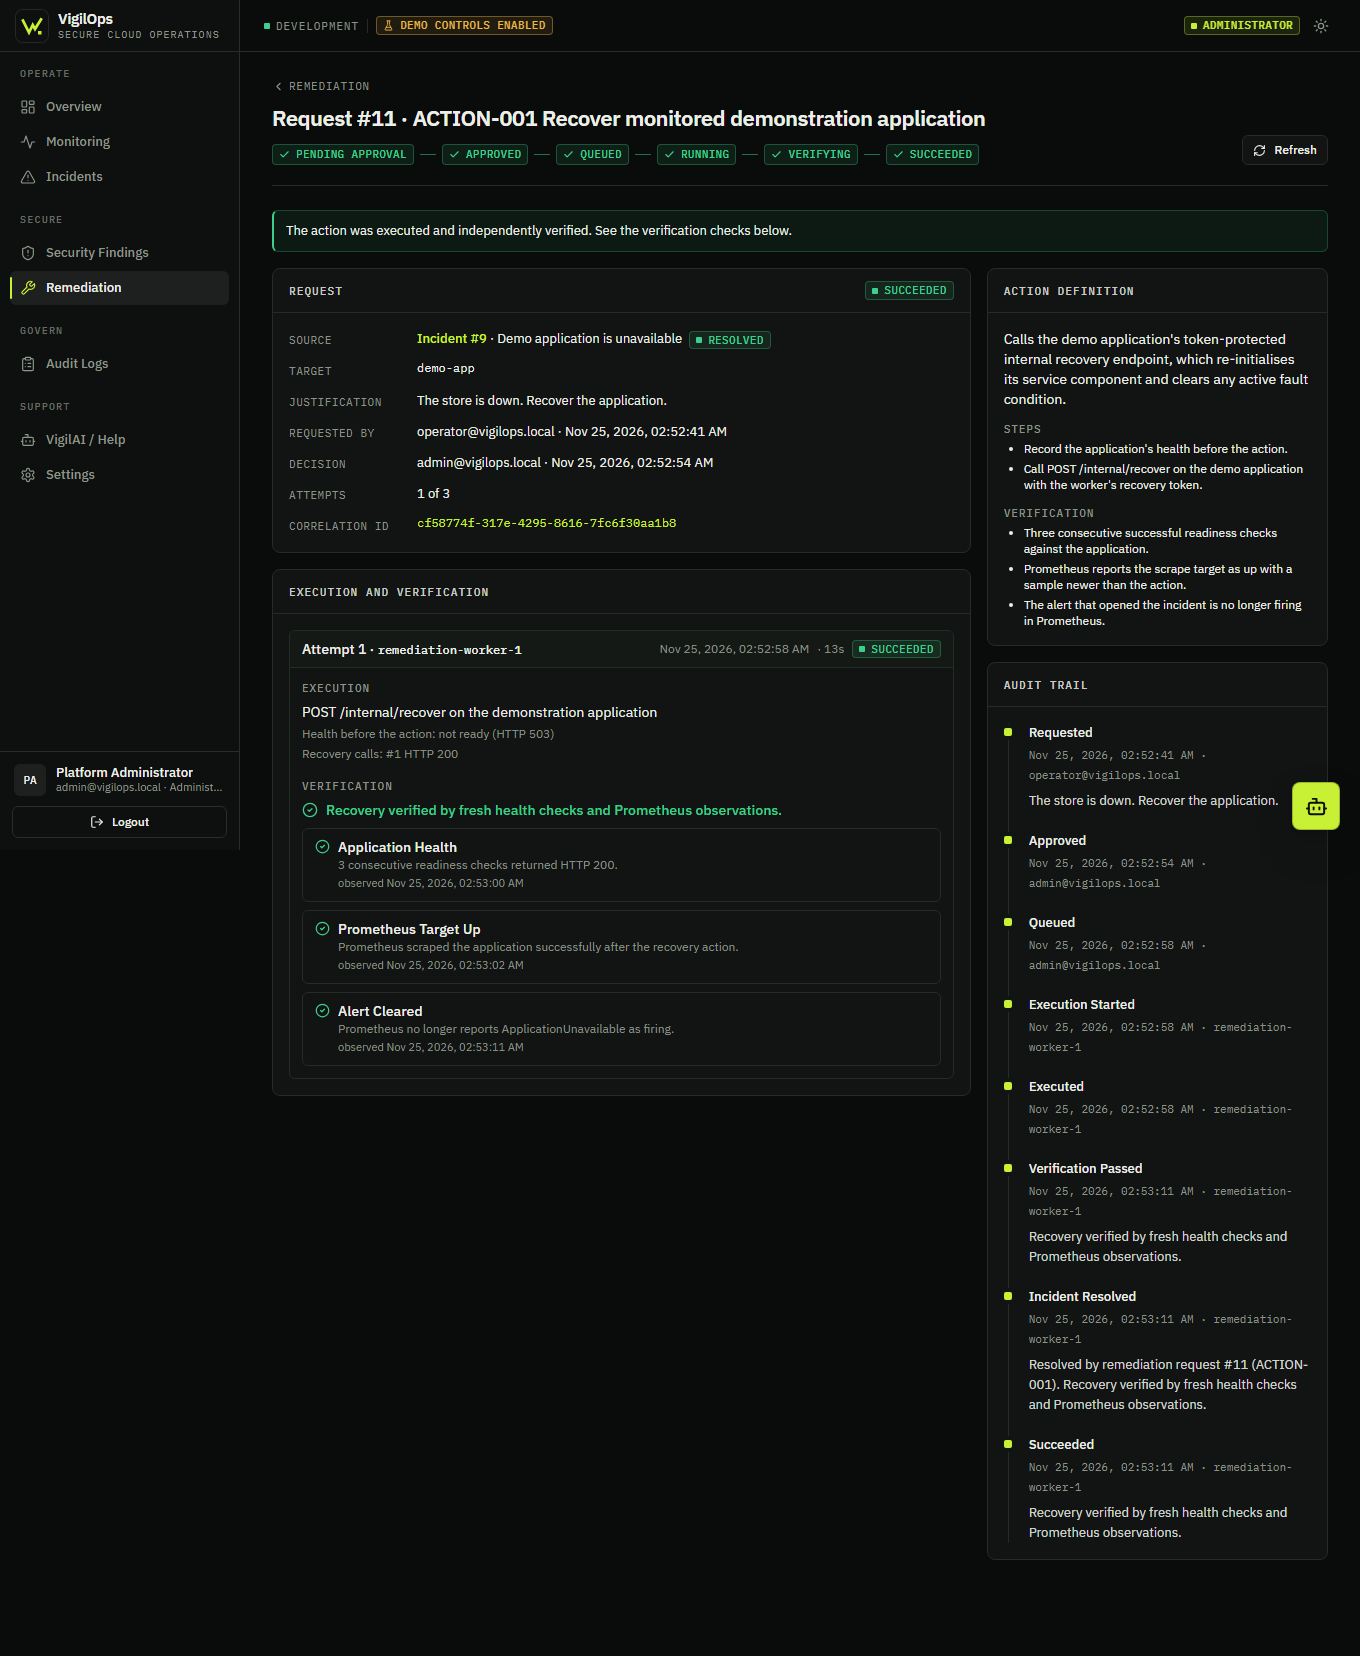 VigilOps
SECURE CLOUD OPERATIONS
DEVELOPMENT
DEMO CONTROLS ENABLED
ADMINISTRATOR
OPERATE
Overview
Monitoring
Incidents
SECURE
Security Findings
Remediation
GOVERN
Audit Logs
SUPPORT
VigilAI / Help
Settings
PA
Platform Administrator
admin@vigilops.local · Administ...
Logout
REMEDIATION
Request #11 · ACTION-001 Recover monitored demonstration application
PENDING APPROVAL
APPROVED
QUEUED
RUNNING
VERIFYING
SUCCEEDED
Refresh
The action was executed and independently verified. See the verification checks below.
REQUEST
SUCCEEDED
SOURCE
Incident #9 · Demo application is unavailable
RESOLVED
TARGET
demo-app
JUSTIFICATION
The store is down. Recover the application.
REQUESTED BY
operator@vigilops.local · Nov 25, 2026, 02:52:41 AM
DECISION
admin@vigilops.local · Nov 25, 2026, 02:52:54 AM
ATTEMPTS
1 of 3
CORRELATION ID
cf58774f-317e-4295-8616-7fc6f30aa1b8
EXECUTION AND VERIFICATION
Attempt 1 · remediation-worker-1
Nov 25, 2026, 02:52:58 AM · 13s
SUCCEEDED
EXECUTION
POST /internal/recover on the demonstration application
Health before the action: not ready (HTTP 503)
Recovery calls: #1 HTTP 200
VERIFICATION
Recovery verified by fresh health checks and Prometheus observations.
Application Health
3 consecutive readiness checks returned HTTP 200.
observed Nov 25, 2026, 02:53:00 AM
Prometheus Target Up
Prometheus scraped the application successfully after the recovery action.
observed Nov 25, 2026, 02:53:02 AM
Alert Cleared
Prometheus no longer reports ApplicationUnavailable as firing.
observed Nov 25, 2026, 02:53:11 AM
ACTION DEFINITION
Calls the demo application's token-protected
internal recovery endpoint, which re-initialises
its service component and clears any active fault
condition.
STEPS
• Record the application's health before the action.
• Call POST /internal/recover on the demo application
with the worker's recovery token.
VERIFICATION
• Three consecutive successful readiness checks
against the application.
• Prometheus reports the scrape target as up with a
sample newer than the action.
• The alert that opened the incident is no longer firing
in Prometheus.
AUDIT TRAIL
Requested
Nov 25, 2026, 02:52:41 AM ·
operator@vigilops.local
The store is down. Recover the application.
Approved
Nov 25, 2026, 02:52:54 AM ·
admin@vigilops.local
Queued
Nov 25, 2026, 02:52:58 AM ·
admin@vigilops.local
Execution Started
Nov 25, 2026, 02:52:58 AM · remediation-
worker-1
Executed
Nov 25, 2026, 02:52:58 AM · remediation-
worker-1
Verification Passed
Nov 25, 2026, 02:53:11 AM · remediation-
worker-1
Recovery verified by fresh health checks and
Prometheus observations.
Incident Resolved
Nov 25, 2026, 02:53:11 AM · remediation-
worker-1
Resolved by remediation request #11 (ACTION-
001). Recovery verified by fresh health checks
and Prometheus observations.
Succeeded
Nov 25, 2026, 02:53:11 AM · remediation-
worker-1
Recovery verified by fresh health checks and
Prometheus observations.